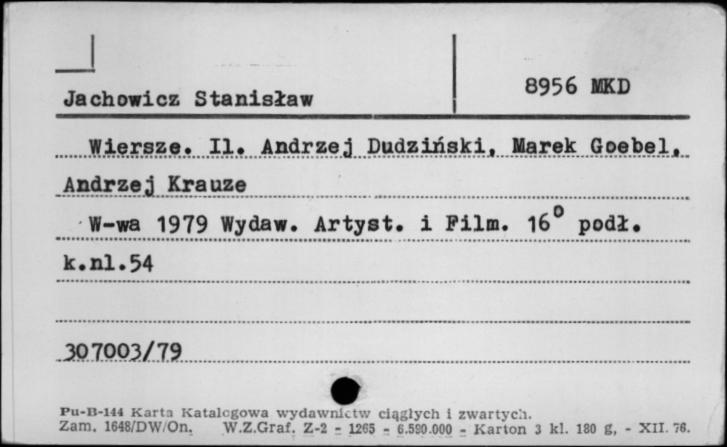 8956 MKD
Jachowicz Stanisław
Wiersze. Il. Andrzej Dudziński, Marek Goebel,
Andrzej Krauze
W-wa 1979 Wydaw. Artyst. i Film. 16° podł.
k.nl.54
307003/79
Pu-B-144 Karta Katalogowa wydawnictw ciągłych i zwartych.
Zam. 1648/DW/On. W.Z.Graf. Z-2 - 1265 - 6.590.000 - Karton 3 kl. 180 g, - XII. 76.